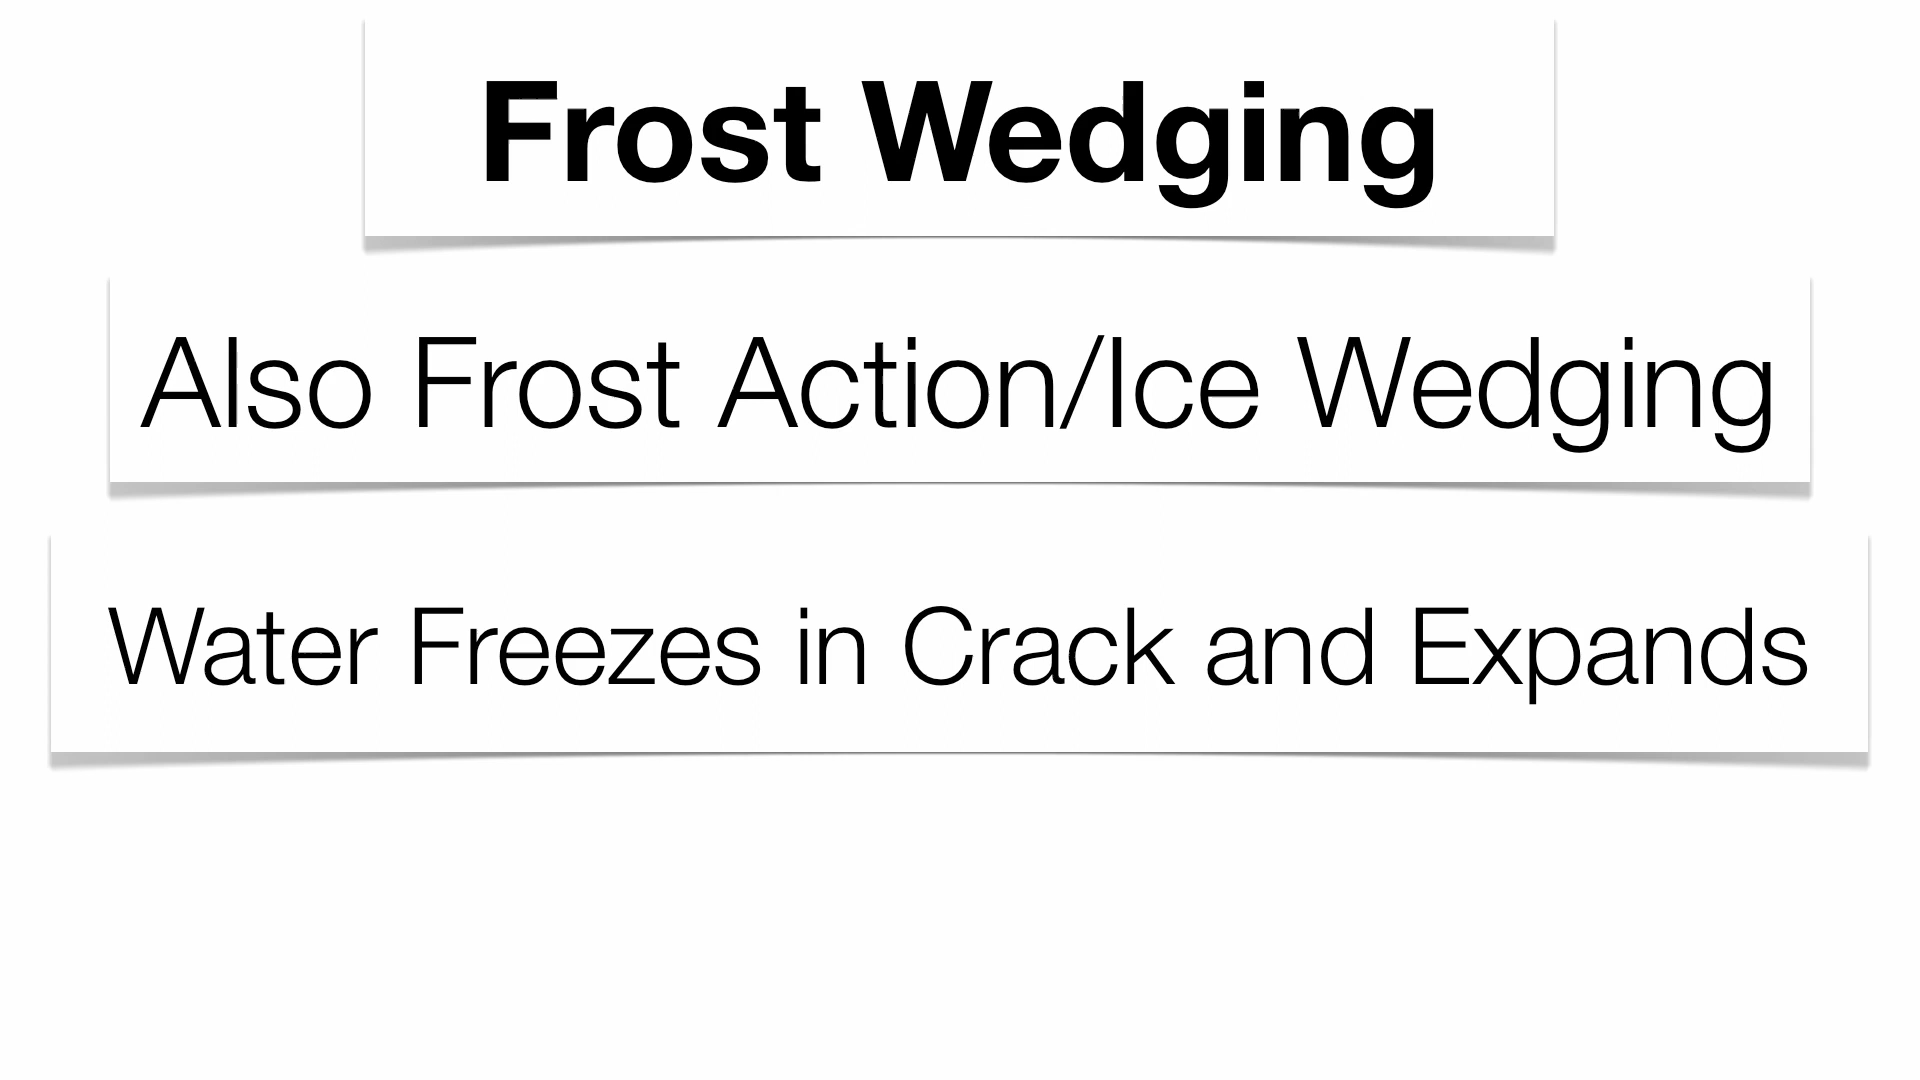 Frost Wedging
Also Frost Action/Ice Wedging
Water Freezes in Crack and Expands